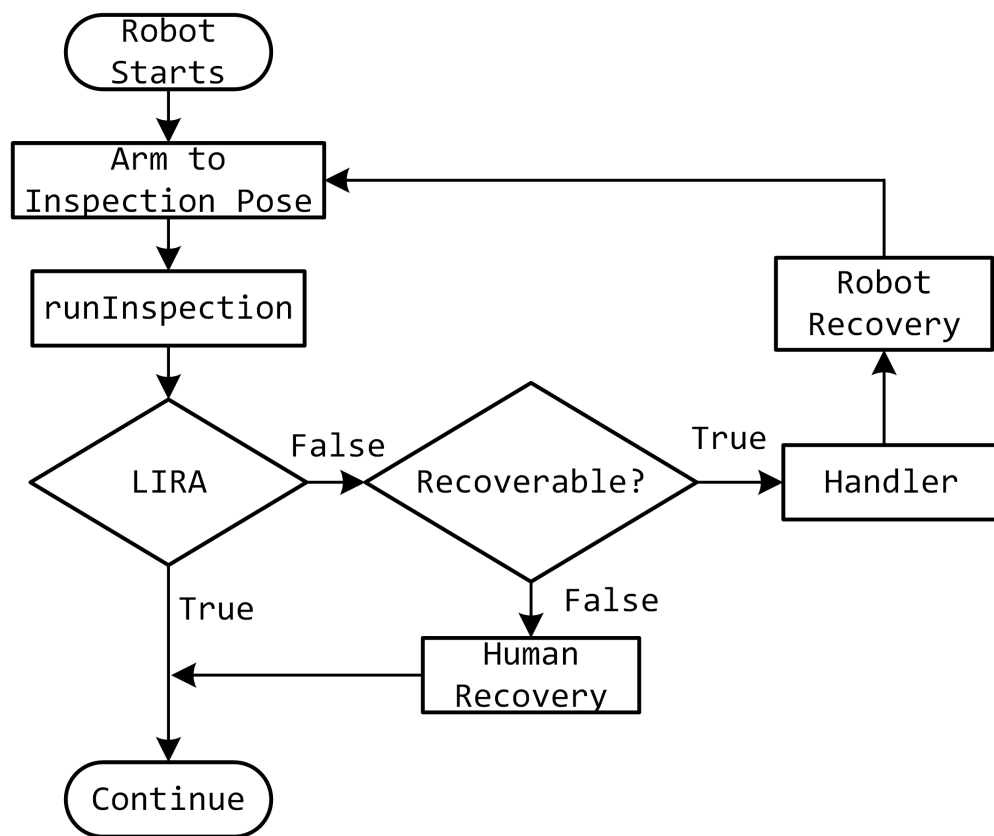 Robot
Starts
Arm to
Inspection Pose
runInspection
Robot
Recovery
LIRA
False
Recoverable?
True
Handler
True
False
Human
Recovery
Continue